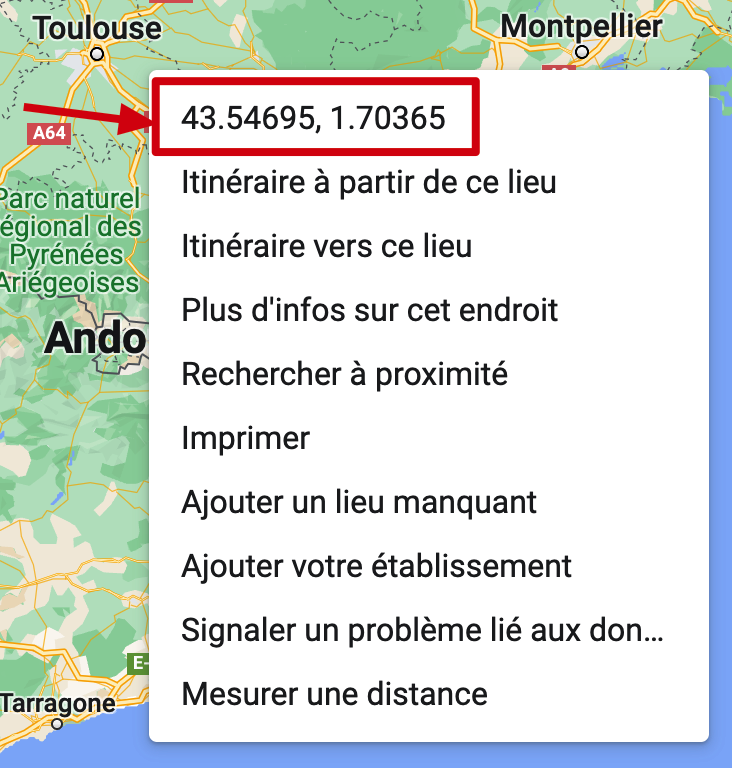 Toulouse
Montpellier
43.54695, 1.70365
A64
Itinéraire à partir de ce lieu
Parc naturel
égional des
Pyrénées
Ariégeoises
Itinéraire vers ce lieu
Plus d'infos sur cet endroit
Ando
Rechercher à proximité
Imprimer
Ajouter un lieu manquant
Ajouter votre établissement
Signaler un problème lié aux don...
E-
Mesurer une distance
Tarragone